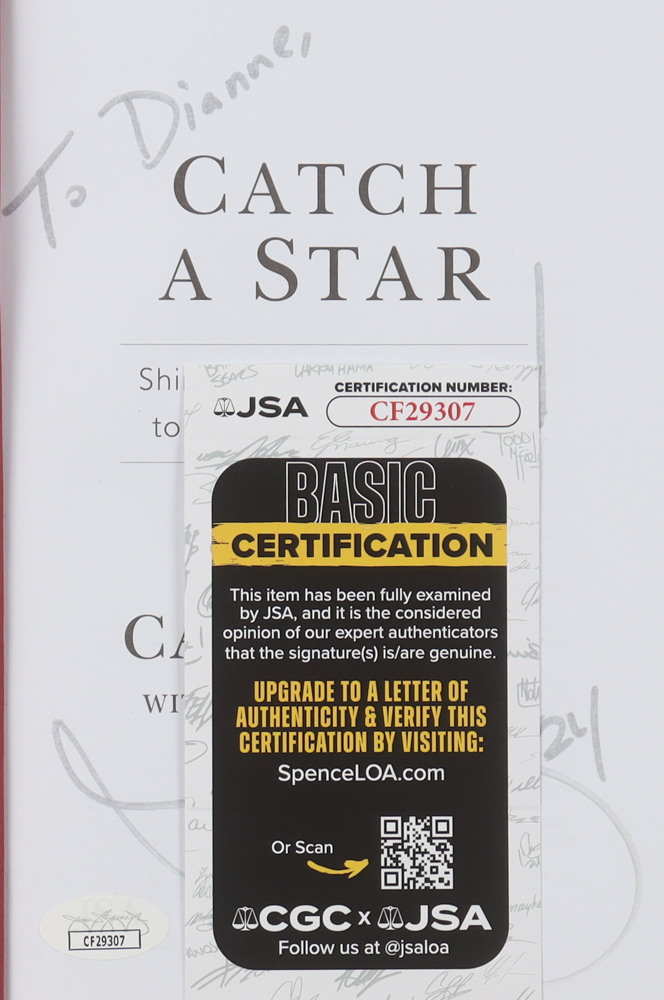 To Dianne,
CATCH
A STAR
Shi
to
CA
WIT
24
JSA
CERTIFICATION NUMBER:
CF29307
BASIC
CERTIFICATION
This item has been fully examined
by JSA, and it is the considered
opinion of our expert authenticators
that the signature(s) is/are genuine.
UPGRADE TO A LETTER OF
AUTHENTICITY & VERIFY THIS
CERTIFICATION BY VISITING:
SpenceLOA.com
Or Scan
CGC x JSA
Follow us at @jsaloa
JSA
CF29307